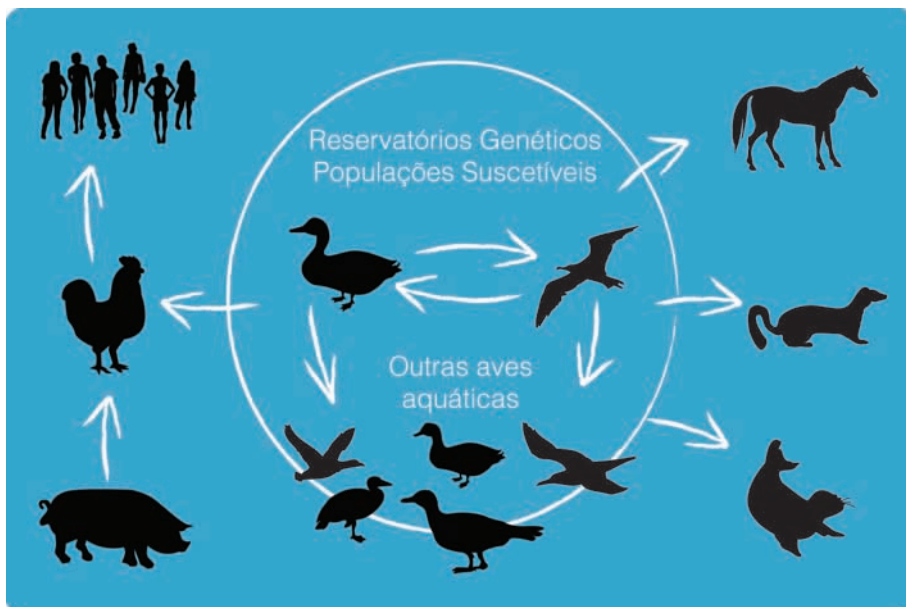 Reservatórios Genéticos
Populações Suscetíveis
Outras aves
aquáticas